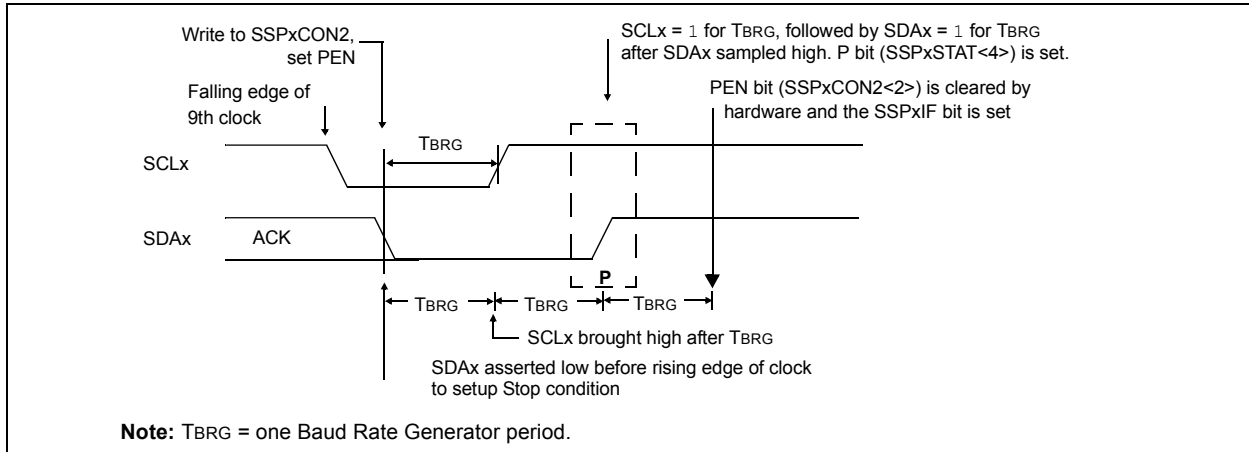 Write to SSPxCON2,
set PEN
SCLx = 1 for TBRG, followed by SDAx = 1 for TBRG
after SDAx sampled high. P bit (SSPxSTAT<4>) is set.
Falling edge of
9th clock
PEN bit (SSPxCON2<2>) is cleared by
hardware and the SSPxIF bit is set
TBRG
SCLx
SDAx
ACK
P
TBRG
TBRG
TBRG
SCLx brought high after TBRG
SDAx asserted low before rising edge of clock
to setup Stop condition
Note: TBRG = one Baud Rate Generator period.